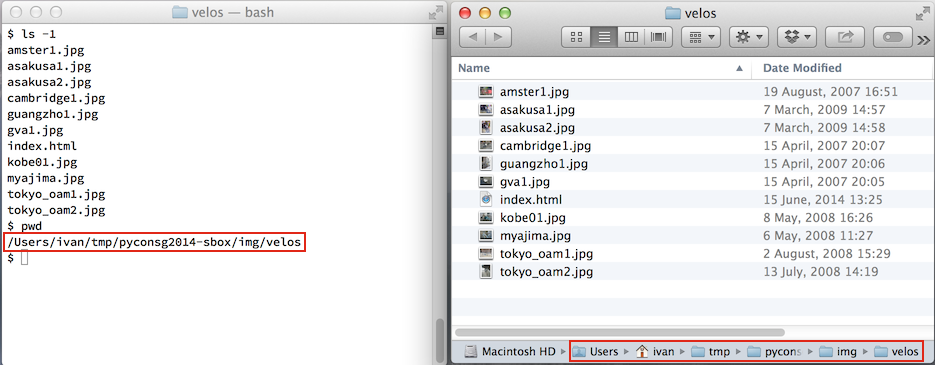 velos — bash
$ ls -1
amster1.jpg
asakusa1.jpg
asakusa2.jpg
cambridge1.jpg
guangzho1.jpg
gva1.jpg
index.html
kobe01.jpg
myajima.jpg
tokyo_oam1.jpg
tokyo_oam2.jpg
$ pwd
/Users/ivan/tmp/pyconsg2014-sbox/img/velos
$
velos
Name Date Modified
amster1.jpg 19 August, 2007 16:51
asakusa1.jpg 7 March, 2009 14:57
asakusa2.jpg 7 March, 2009 14:58
cambridge1.jpg 15 April, 2007 20:07
guangzho1.jpg 15 April, 2007 20:06
gva1.jpg 15 April, 2007 20:05
index.html 15 June, 2014 13:25
kobe01.jpg 8 May, 2008 16:26
myajima.jpg 6 May, 2008 11:27
tokyo_oam1.jpg 2 August, 2008 15:29
tokyo_oam2.jpg 13 July, 2008 14:19
Macintosh HD Users ivan tmp pycons img velos